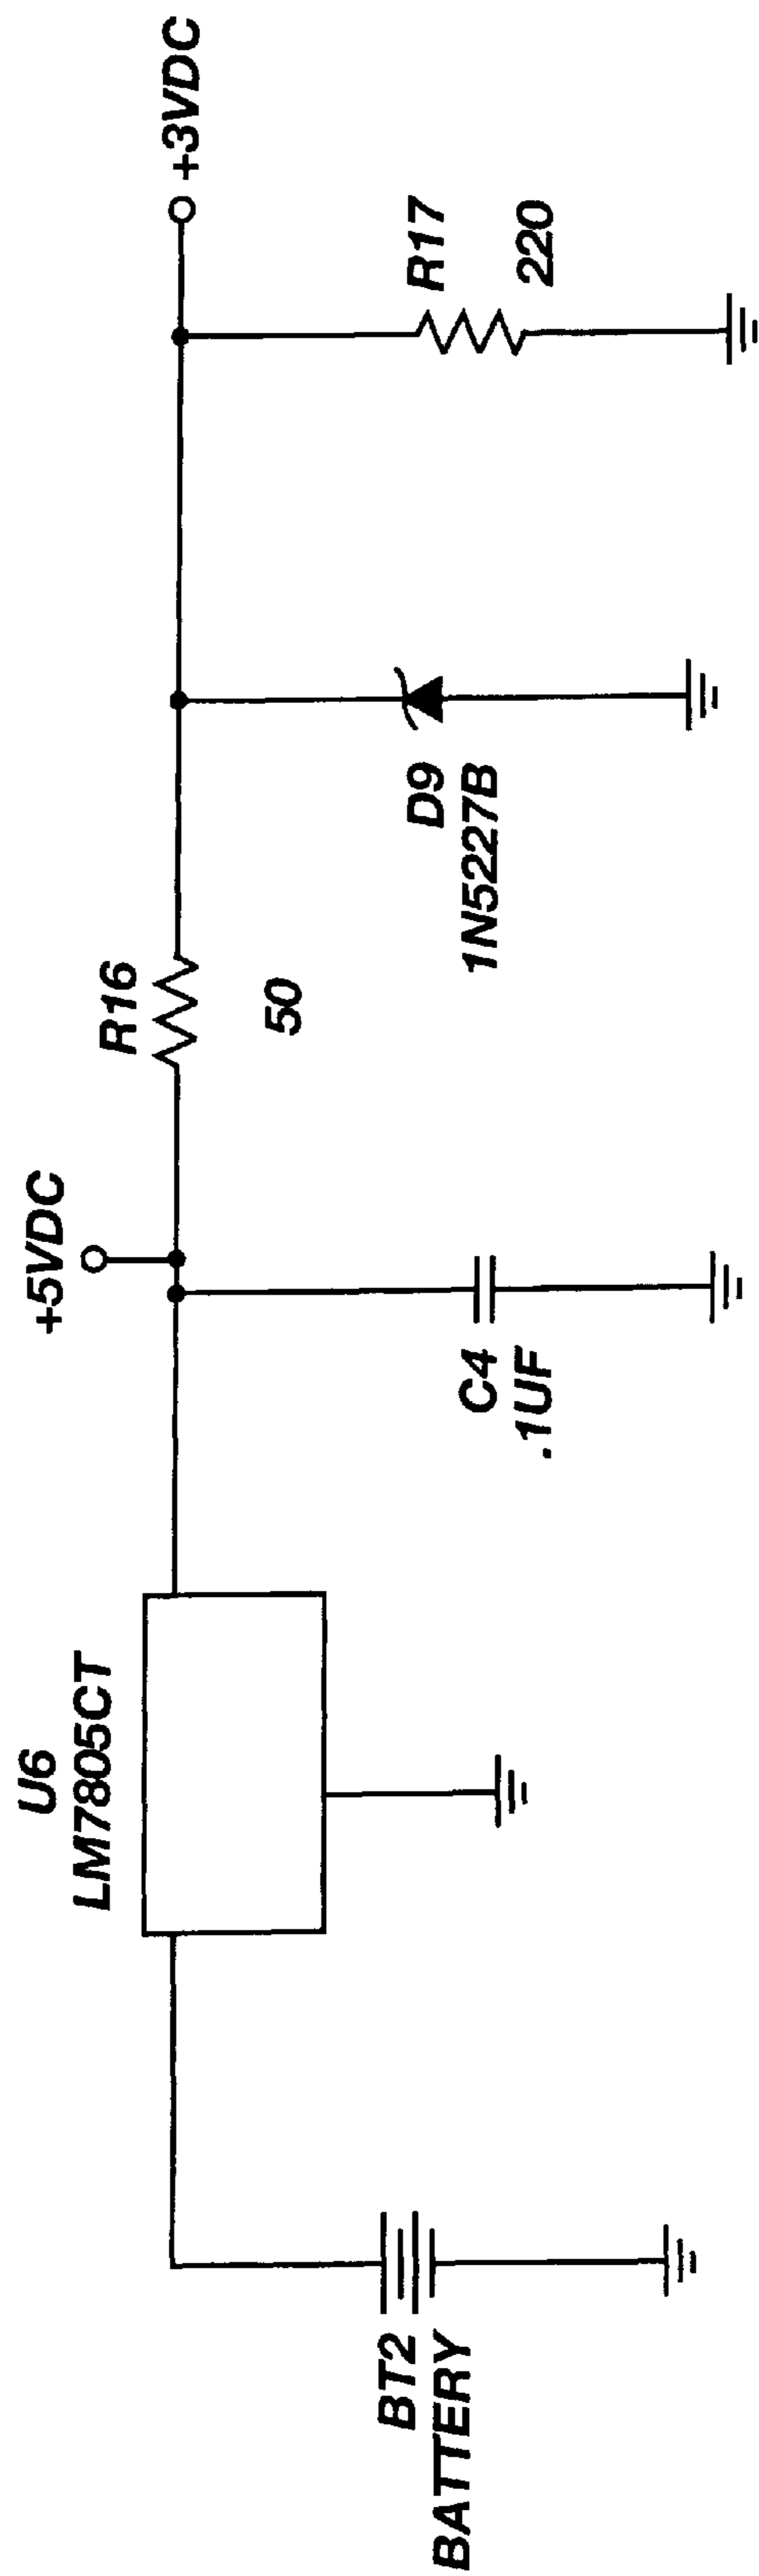 BT2
BATTERY
U6
LM7805CT
+5VDC
C4
.1UF
R16
50
D9
1N5227B
R17
220
+3VDC